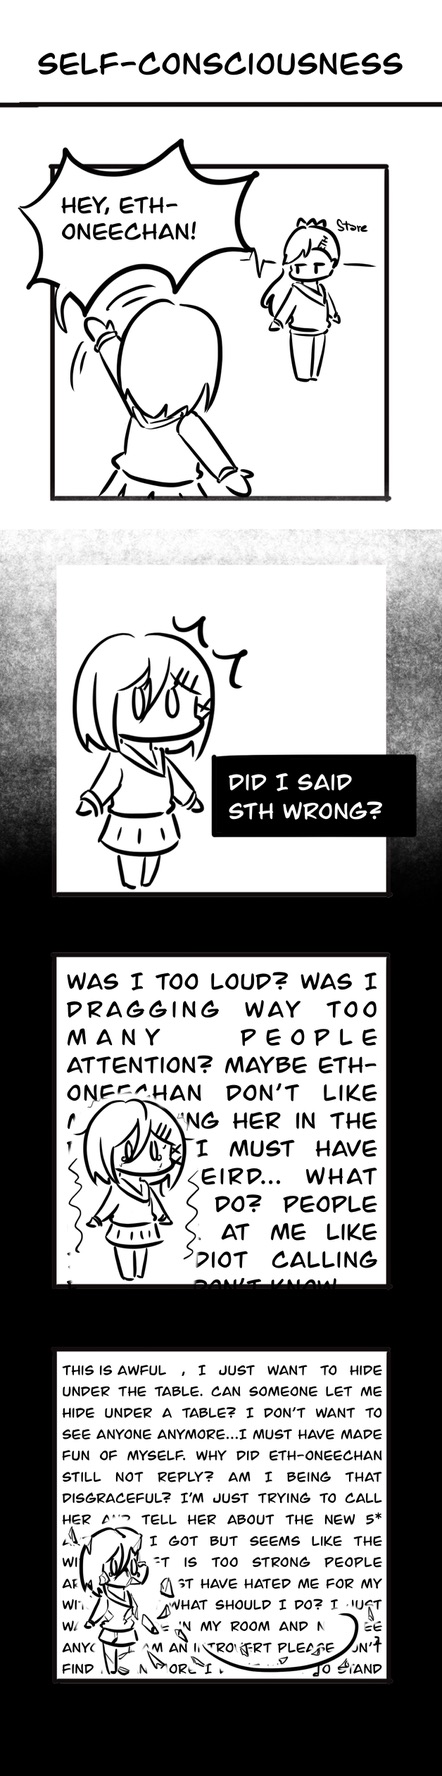 SELF-CONSCIOUSNESS
HEY, ETH-
ONEECHAN!
Stare
DID I SAID
STH WRONG?
WAS I TOO LOUD? WAS I
DRAGGING WAY TOO
MANY PEOPLE
ATTENTION? MAYBE ETH-
ONEECHAN DON'T LIKE
NG HER IN THE
I MUST HAVE
EIRD... WHAT
DO? PEOPLE
AT ME LIKE
DIOT CALLING
DON'T KNOW
THIS IS AWFUL , I JUST WANT TO HIDE
UNDER THE TABLE. CAN SOMEONE LET ME
HIDE UNDER A TABLE? I DON'T WANT TO
SEE ANYONE ANYMORE...I MUST HAVE MADE
FUN OF MYSELF. WHY DID ETH-ONEECHAN
STILL NOT REPLY? AM I BEING THAT
DISGRACEFUL? I'M JUST TRYING TO CALL
HER AND TELL HER ABOUT THE NEW 5*
I GOT BUT SEEMS LIKE THE
FT IS TOO STRONG PEOPLE
ST HAVE HATED ME FOR MY
WHAT SHOULD I DO? I JUST
IN MY ROOM AND
AM AN INTROVERT PLEASE
FIND
STAND